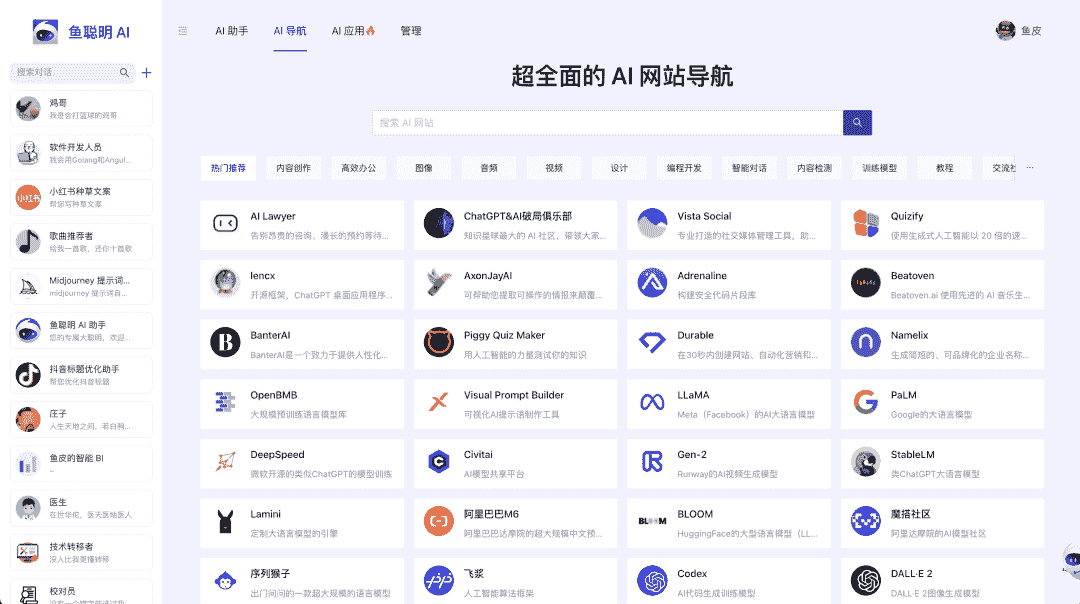 鱼聪明 AI
搜索对话
鸡哥
我是会打篮球的鸡哥
软件开发人员
我会用Golang和Angul...
小红书种草文案
帮您写种草文案
歌曲推荐者
给我一首歌，还你十首歌
Midjourney 提示词...
midjourney 提示词自...
鱼聪明 AI 助手
您的专属大聪明，欢迎...
抖音标题优化助手
帮您优化抖音标题
庄子
人生天地之间，若白驹...
鱼皮的智能 BI
..
医生
在世华佗，医天医地医人
技术转移者
没人比我更懂转移
校对员
AI 助手 AI 导航 AI 应用🔥 管理
鱼皮
超全面的 AI 网站导航
搜索 AI 网站
热门推荐 内容创作 高效办公 图像 音频 视频 设计 编程开发 智能对话 内容检测 训练模型 教程 交流社 ...
AI Lawyer
告别昂贵的咨询、漫长的预约等待...
ChatGPT&AI破局俱乐部
知识星球最大的 AI 社区，带领大家...
Vista Social
专业打造的社交媒体管理工具，助...
Quizify
使用生成式人工智能以 20 倍的速...
lencx
开源框架，ChatGPT 桌面应用程序...
AxonJayAI
可帮助您提取可操作的情报来颠覆...
Adrenaline
构建安全代码片段库
Beatoven
Beatoven.ai 使用先进的 AI 音乐生...
BanterAI
BanterAI是一个致力于提供人性化...
Piggy Quiz Maker
用人工智能的力量测试你的知识
Durable
在30秒内创建网站、自动化营销和...
Namelix
生成简短的、可品牌化的企业名称...
OpenBMB
大规模预训练语言模型库
Visual Prompt Builder
可视化AI提示语制作工具
LLaMA
Meta（Facebook）的AI大语言模型
PaLM
Google的大语言模型
DeepSpeed
微软开源的类似ChatGPT的模型训练
Civitai
AI模型共享平台
Gen-2
Runway的AI视频生成模型
StableLM
类ChatGPT大语言模型
Lamini
定制大语言模型的引擎
阿里巴巴M6
阿里巴巴达摩院的超大规模中文预...
BLOOM
BLOOM
HuggingFace的大型语言模型（LL...
魔搭社区
阿里达摩院的AI模型社区
序列猴子
出门问问的一款超大规模的语言模型
飞桨
人工智能算法框架
Codex
AI代码生成训练模型
DALL·E 2
DALL·E 2图像生成模型